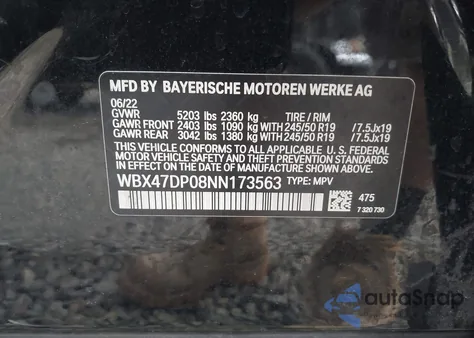 MFD BY BAYERISCHE MOTOREN WERKE AG
06/22
GVWR 5203 lbs 2360 kg TIRE / RIM
GAWR FRONT 2403 lbs 1090 kg WITH 245/50 R19 /7.5Jx19
GAWR REAR 3042 lbs 1380 kg WITH 245/50 R19 /7.5Jx19
THIS VEHICLE CONFORMS TO ALL APPLICABLE U.S. FEDERAL
MOTOR VEHICLE SAFETY, BUMPER, AND THEFT PREVENTION STANDARDS
IN EFFECT ON THE DATE OF MANUFACTURE SHOWN ABOVE.
WBX47DP08NN173563 TYPE: MPV
475
7 320 730
autoSnap